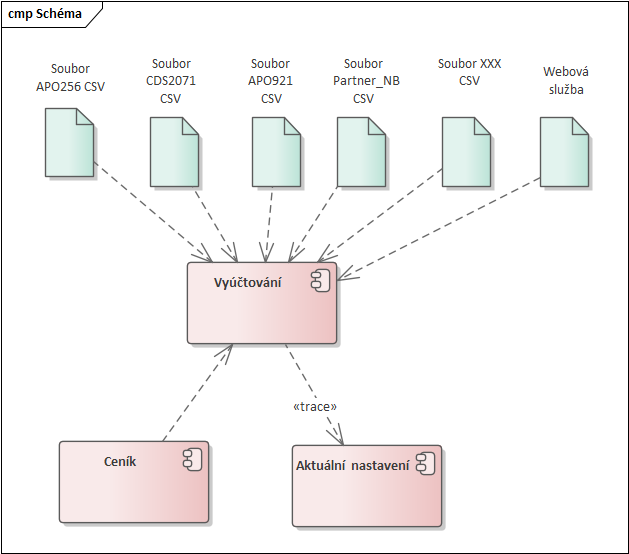 cmp Schéma
Soubor
APO256 CSV
Soubor
CDS2071
CSV
Soubor
APO921
CSV
Soubor
Partner_NB
CSV
Soubor XXX
CSV
Webová
služba
Vyúčtování
«trace»
Ceník
Aktuální nastavení